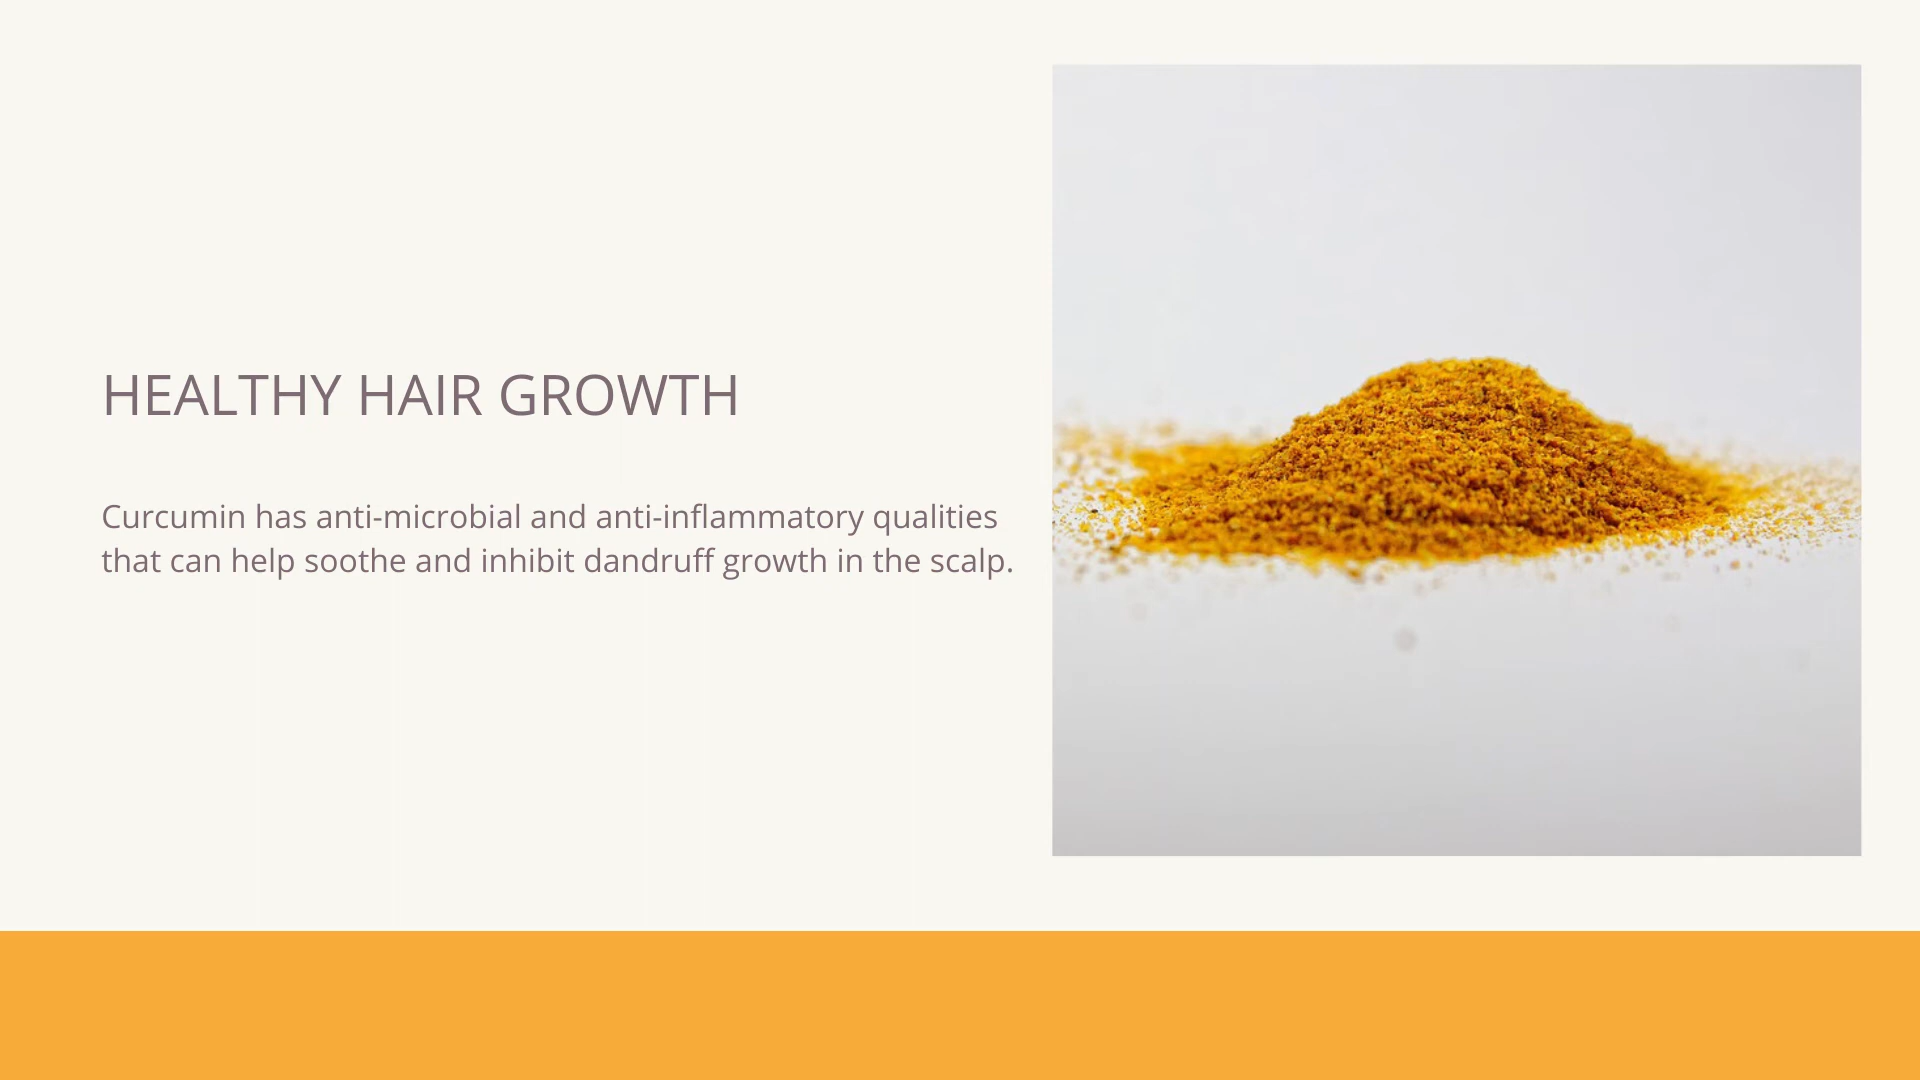 HEALTHY HAIR GROWTH
Curcumin has anti-microbial and anti-inflammatory qualities
that can help soothe and inhibit dandruff growth in the scalp.